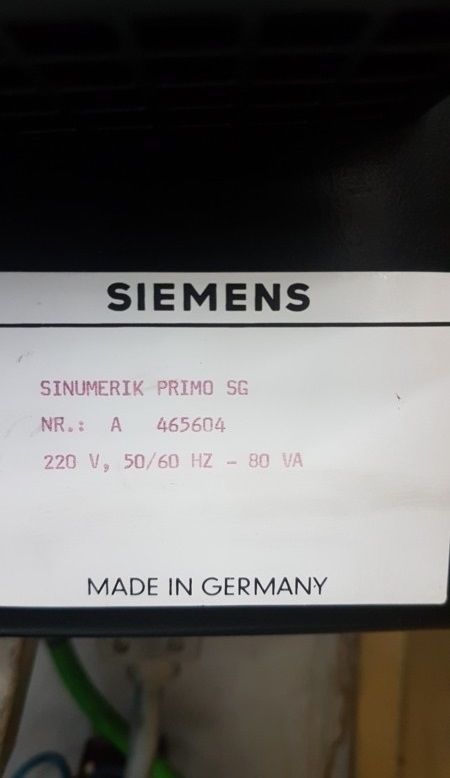 SIEMENS
SINUMERIK PRIMO SG
NR.: A 465604
220 V, 50/60 HZ - 80 VA
MADE IN GERMANY